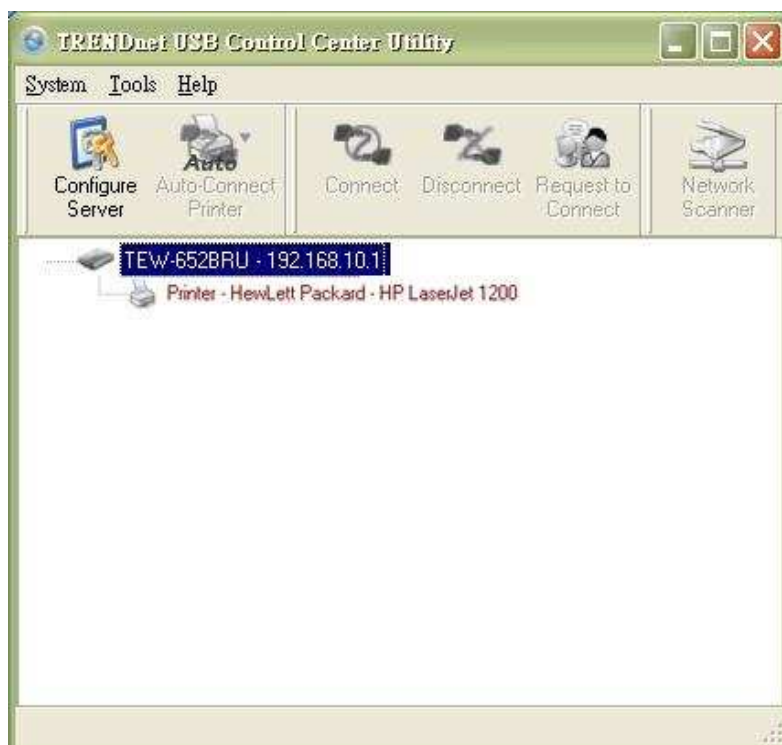 TRENDnet USB Control Center Utility
System Tools Help
Configure Server
Auto
Auto-Connect Printer
Connect
Disconnect
Request to Connect
Network Scanner
TEW-652BRU - 192.168.10.1
Printer - HewLett Packard - HP LaserJet 1200